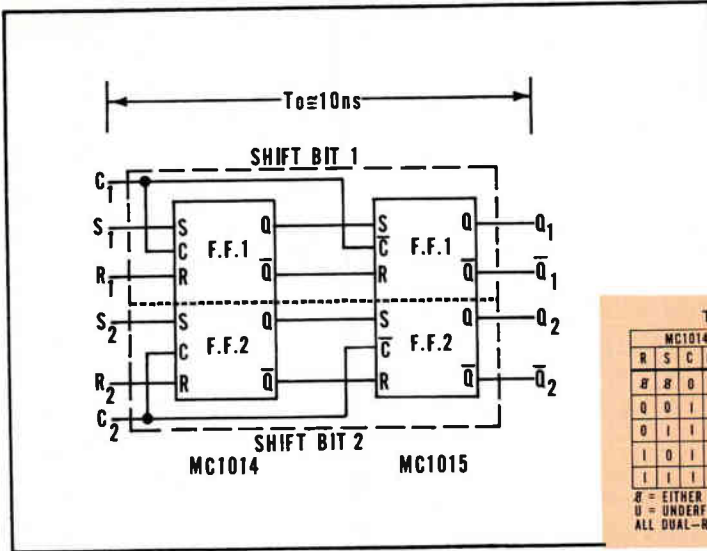 To≅10ns
SHIFT BIT 1
C1
S1 S F.F.1 Q S F.F.1 Q Q1
C C̅
R1 R Q̅ R Q̅ Q̅1
S2 S Q S Q Q2
C F.F.2 C̅ F.F.2
R2 R Q̅ R Q̅ Q̅2
C2
SHIFT BIT 2
MC1014 MC1015
T
MC1014
R S C
Ø Ø 0
0 0 1
0 1 1
1 0 1
1 1 1
Ø = EITHER
U =
ALL DUAL-R